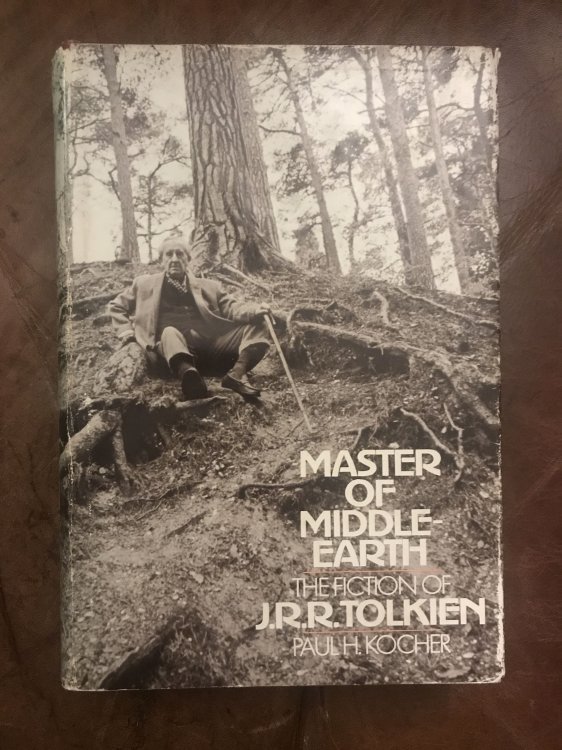 MASTER
OF
MIDDLE-
EARTH
THE FICTION OF
J.R.R. TOLKIEN
PAUL H. KOCHER